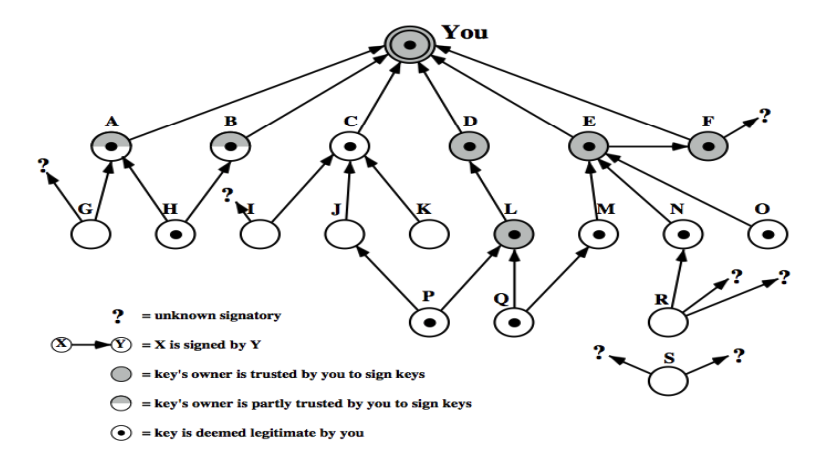 You
A B C D E F ?
?
G H ? I J K L M N O
P Q R ? ?
? = unknown signatory
X Y = X is signed by Y
? S ?
= key's owner is trusted by you to sign keys
= key's owner is partly trusted by you to sign keys
= key is deemed legitimate by you